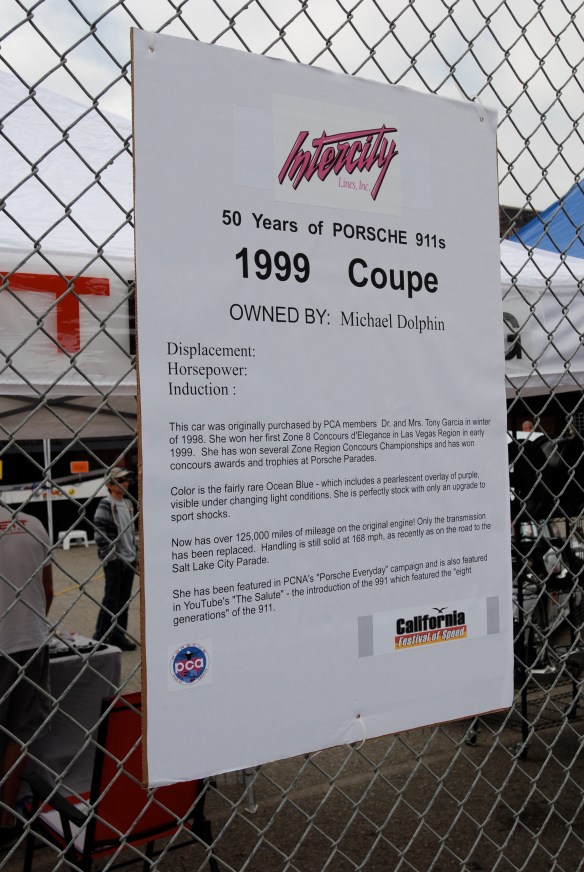 Intercity
Lines, Inc.
50 Years of PORSCHE 911s
1999 Coupe
OWNED BY: Michael Dolphin
Displacement:
Horsepower:
Induction :
This car was originally purchased by PCA members Dr. and Mrs. Tony Garcia in winter
of 1998. She won her first Zone 8 Concours d'Elegance in Las Vegas Region in early
1999. She has won several Zone Region Concours Championships and has won
concours awards and trophies at Porsche Parades.
Color is the fairly rare Ocean Blue - which includes a pearlescent overlay of purple,
visible under changing light conditions. She is perfectly stock with only an upgrade to
sport shocks.
Now has over 125,000 miles of mileage on the original engine! Only the transmission
has been replaced. Handling is still solid at 168 mph, as recently as on the road to the
Salt Lake City Parade.
She has been featured in PCNA's "Porsche Everyday" campaign and is also featured
in YouTube's "The Salute" - the introduction of the 991 which featured the "eight
generations" of the 911.
California
Festival of Speed
pca
T